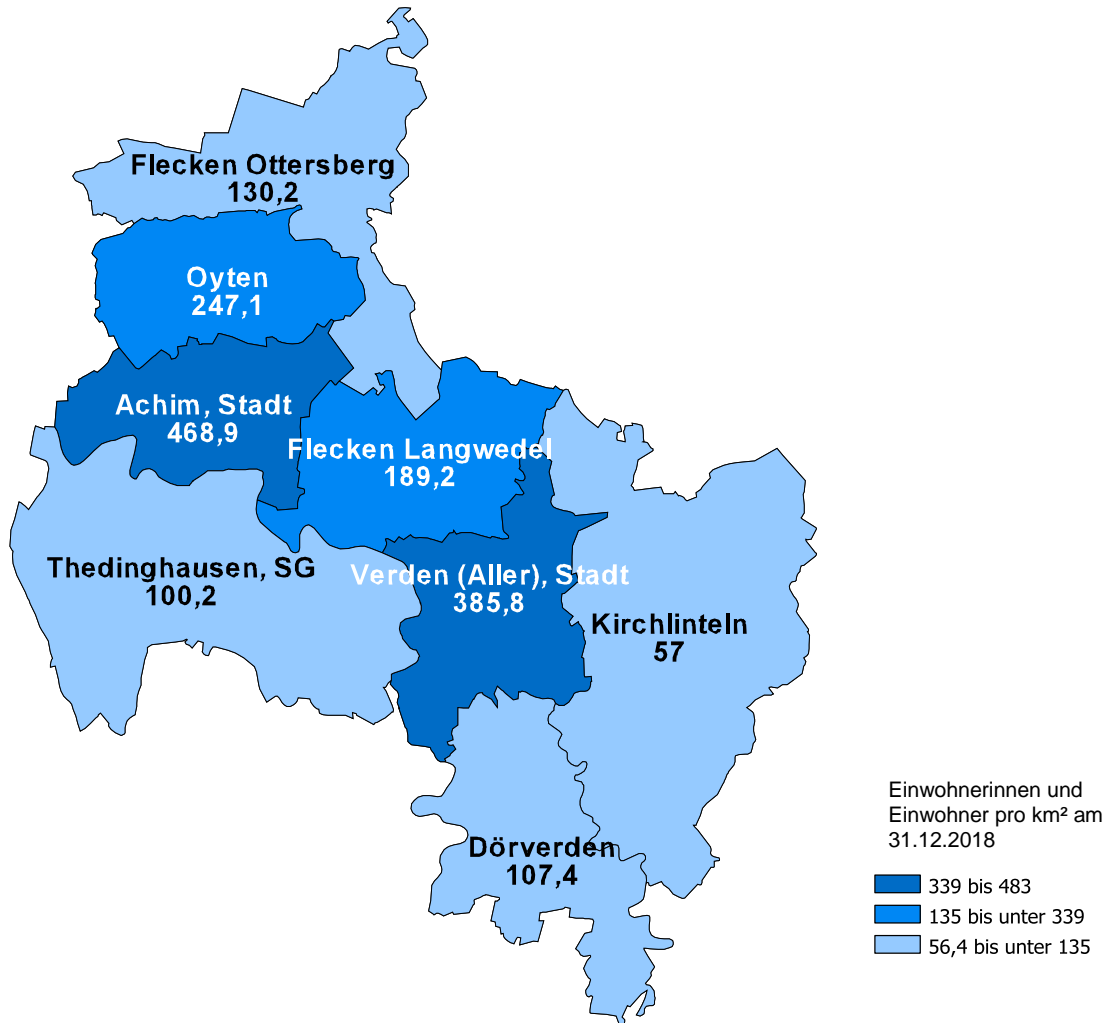 Flecken Ottersberg
130,2
Oyten
247,1
Achim, Stadt
468,9
Flecken Langwedel
189,2
Thedinghausen, SG
100,2
Verden (Aller), Stadt
385,8
Kirchlinteln
57
Dörverden
107,4
Einwohnerinnen und
Einwohner pro km² am
31.12.2018
339 bis 483
135 bis unter 339
56,4 bis unter 135